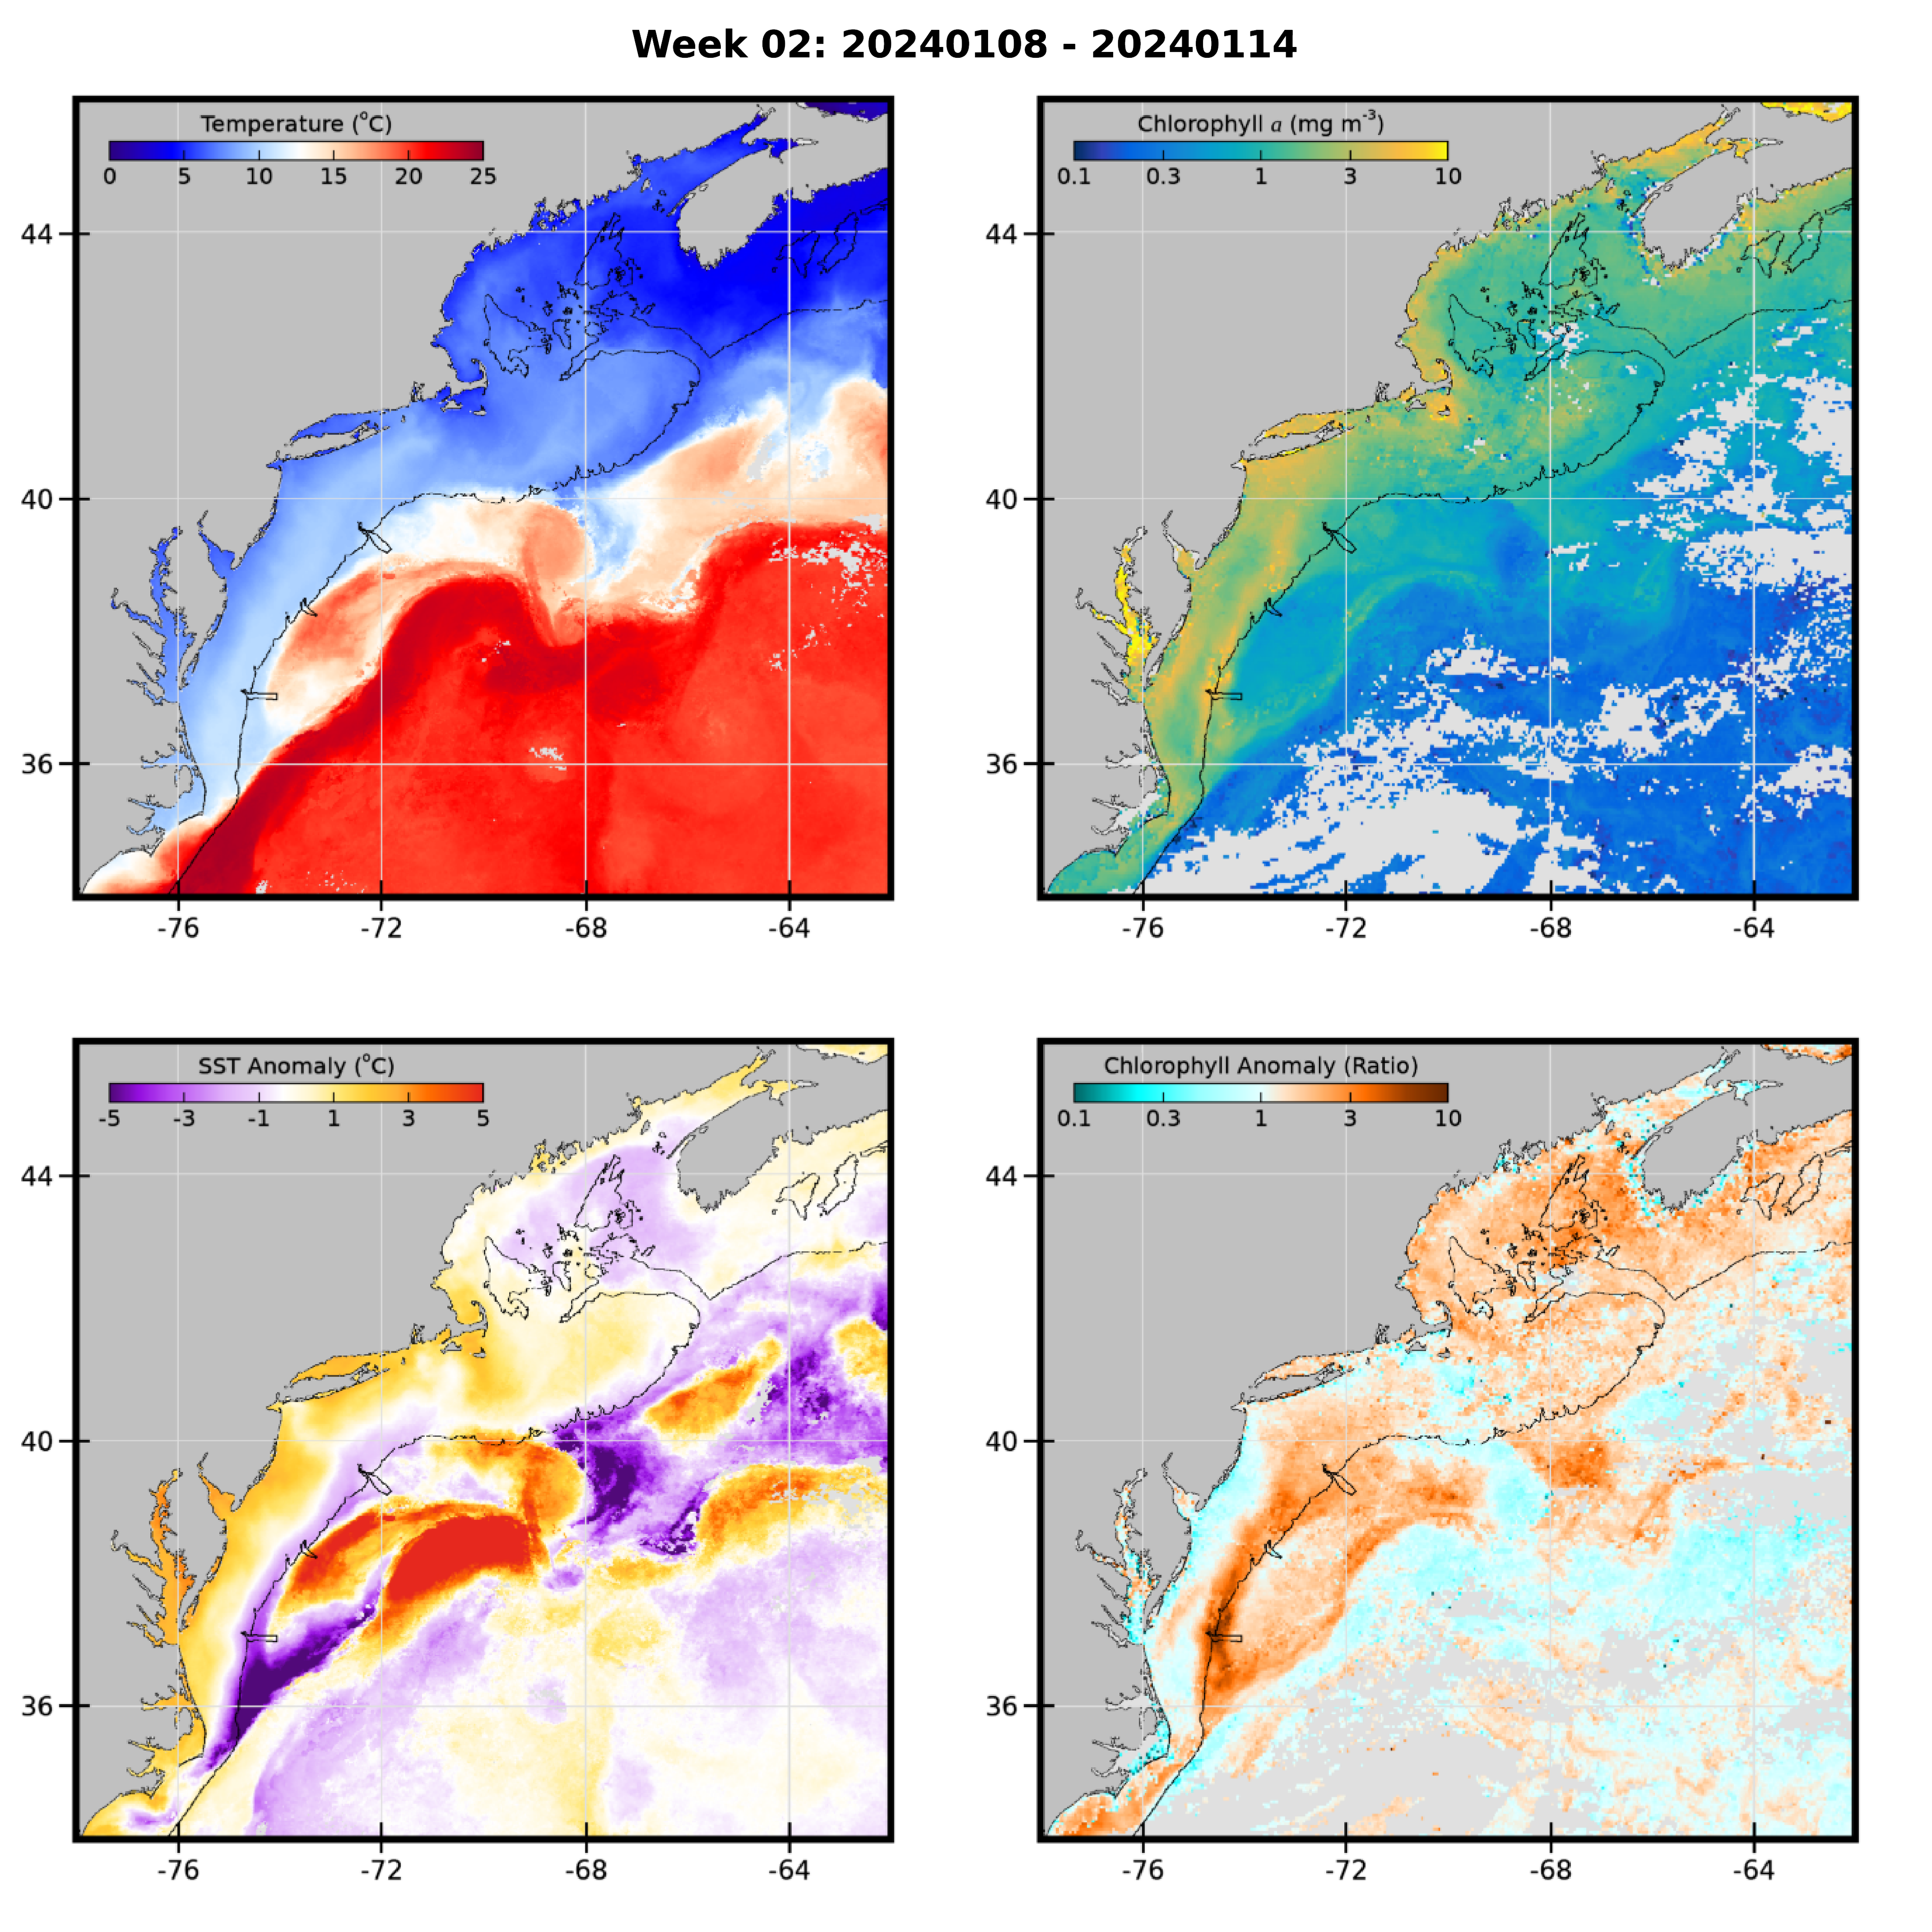 Week 02: 20240108 - 20240114
Temperature (°C)
0 5 10 15 20 25
44
40
36
-76 -72 -68 -64
Chlorophyll a (mg m⁻³)
0.1 0.3 1 3 10
44
40
36
-76 -72 -68 -64
SST Anomaly (°C)
-5 -3 -1 1 3 5
44
40
36
-76 -72 -68 -64
Chlorophyll Anomaly (Ratio)
0.1 0.3 1 3 10
44
40
36
-76 -72 -68 -64